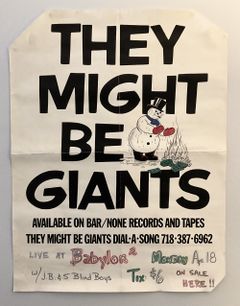 THEY
MIGHT
BE
GIANTS
AVAILABLE ON BAR/NONE RECORDS AND TAPES
THEY MIGHT BE GIANTS DIAL·A·SONG 718·387·6962
LIVE AT Babylon² Monday Ap. 18
w/ J.B. & 5 Blind Boys Tix $6 ON SALE
HERE!!